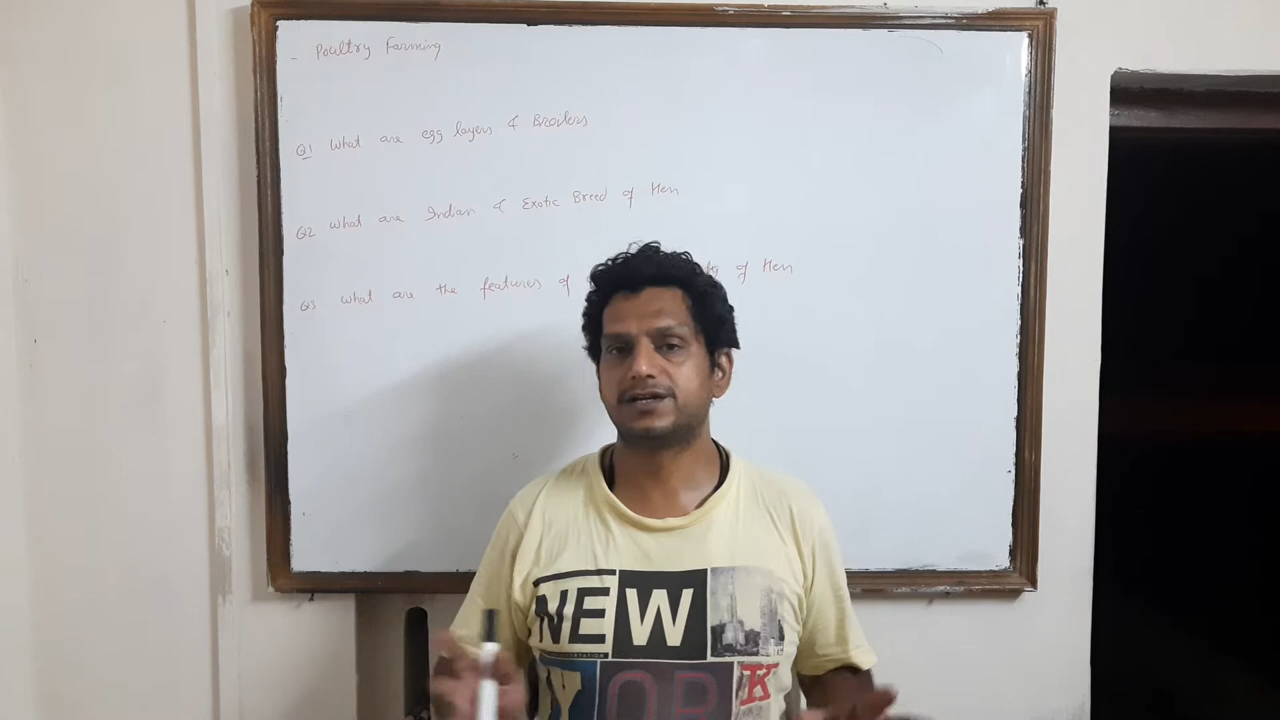 - Poultry Farming
Q1 What are egg layers & Broilers
Q2 What are Indian & Exotic Breed of Hen
Q3 What are the features of of Hen
NEW
YORK